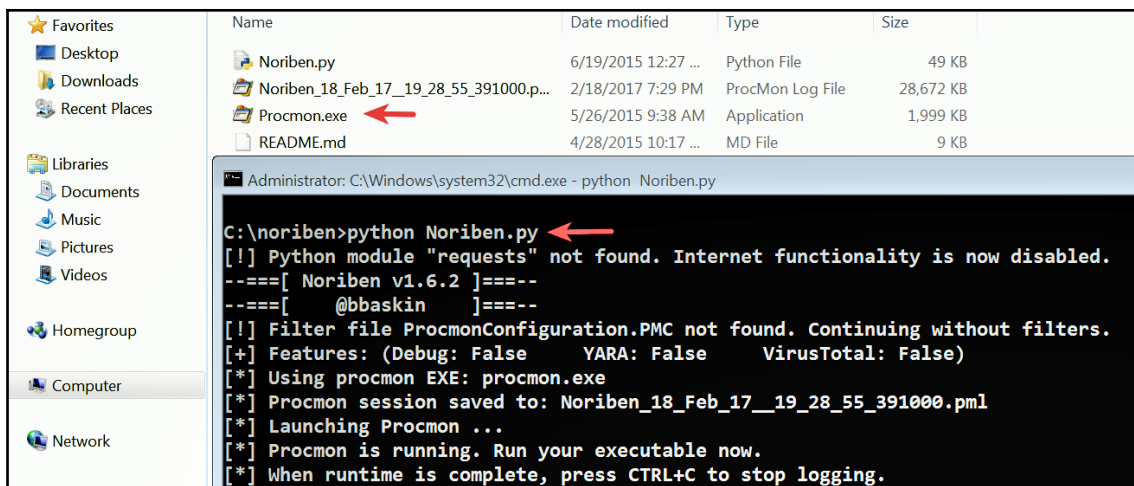 Favorites
Desktop
Downloads
Recent Places
Libraries
Documents
Music
Pictures
Videos
Homegroup
Computer
Network
Name Date modified Type Size
Noriben.py 6/19/2015 12:27 ... Python File 49 KB
Noriben_18_Feb_17__19_28_55_391000.p... 2/18/2017 7:29 PM ProcMon Log File 28,672 KB
Procmon.exe 5/26/2015 9:38 AM Application 1,999 KB
README.md 4/28/2015 10:17 ... MD File 9 KB
Administrator: C:\Windows\system32\cmd.exe - python  Noriben.py
C:\noriben>python Noriben.py
[!] Python module "requests" not found. Internet functionality is now disabled.
--===[ Noriben v1.6.2 ]===--
--===[    @bbaskin    ]===--
[!] Filter file ProcmonConfiguration.PMC not found. Continuing without filters.
[+] Features: (Debug: False     YARA: False     VirusTotal: False)
[*] Using procmon EXE: procmon.exe
[*] Procmon session saved to: Noriben_18_Feb_17__19_28_55_391000.pml
[*] Launching Procmon ...
[*] Procmon is running. Run your executable now.
[*] When runtime is complete, press CTRL+C to stop logging.